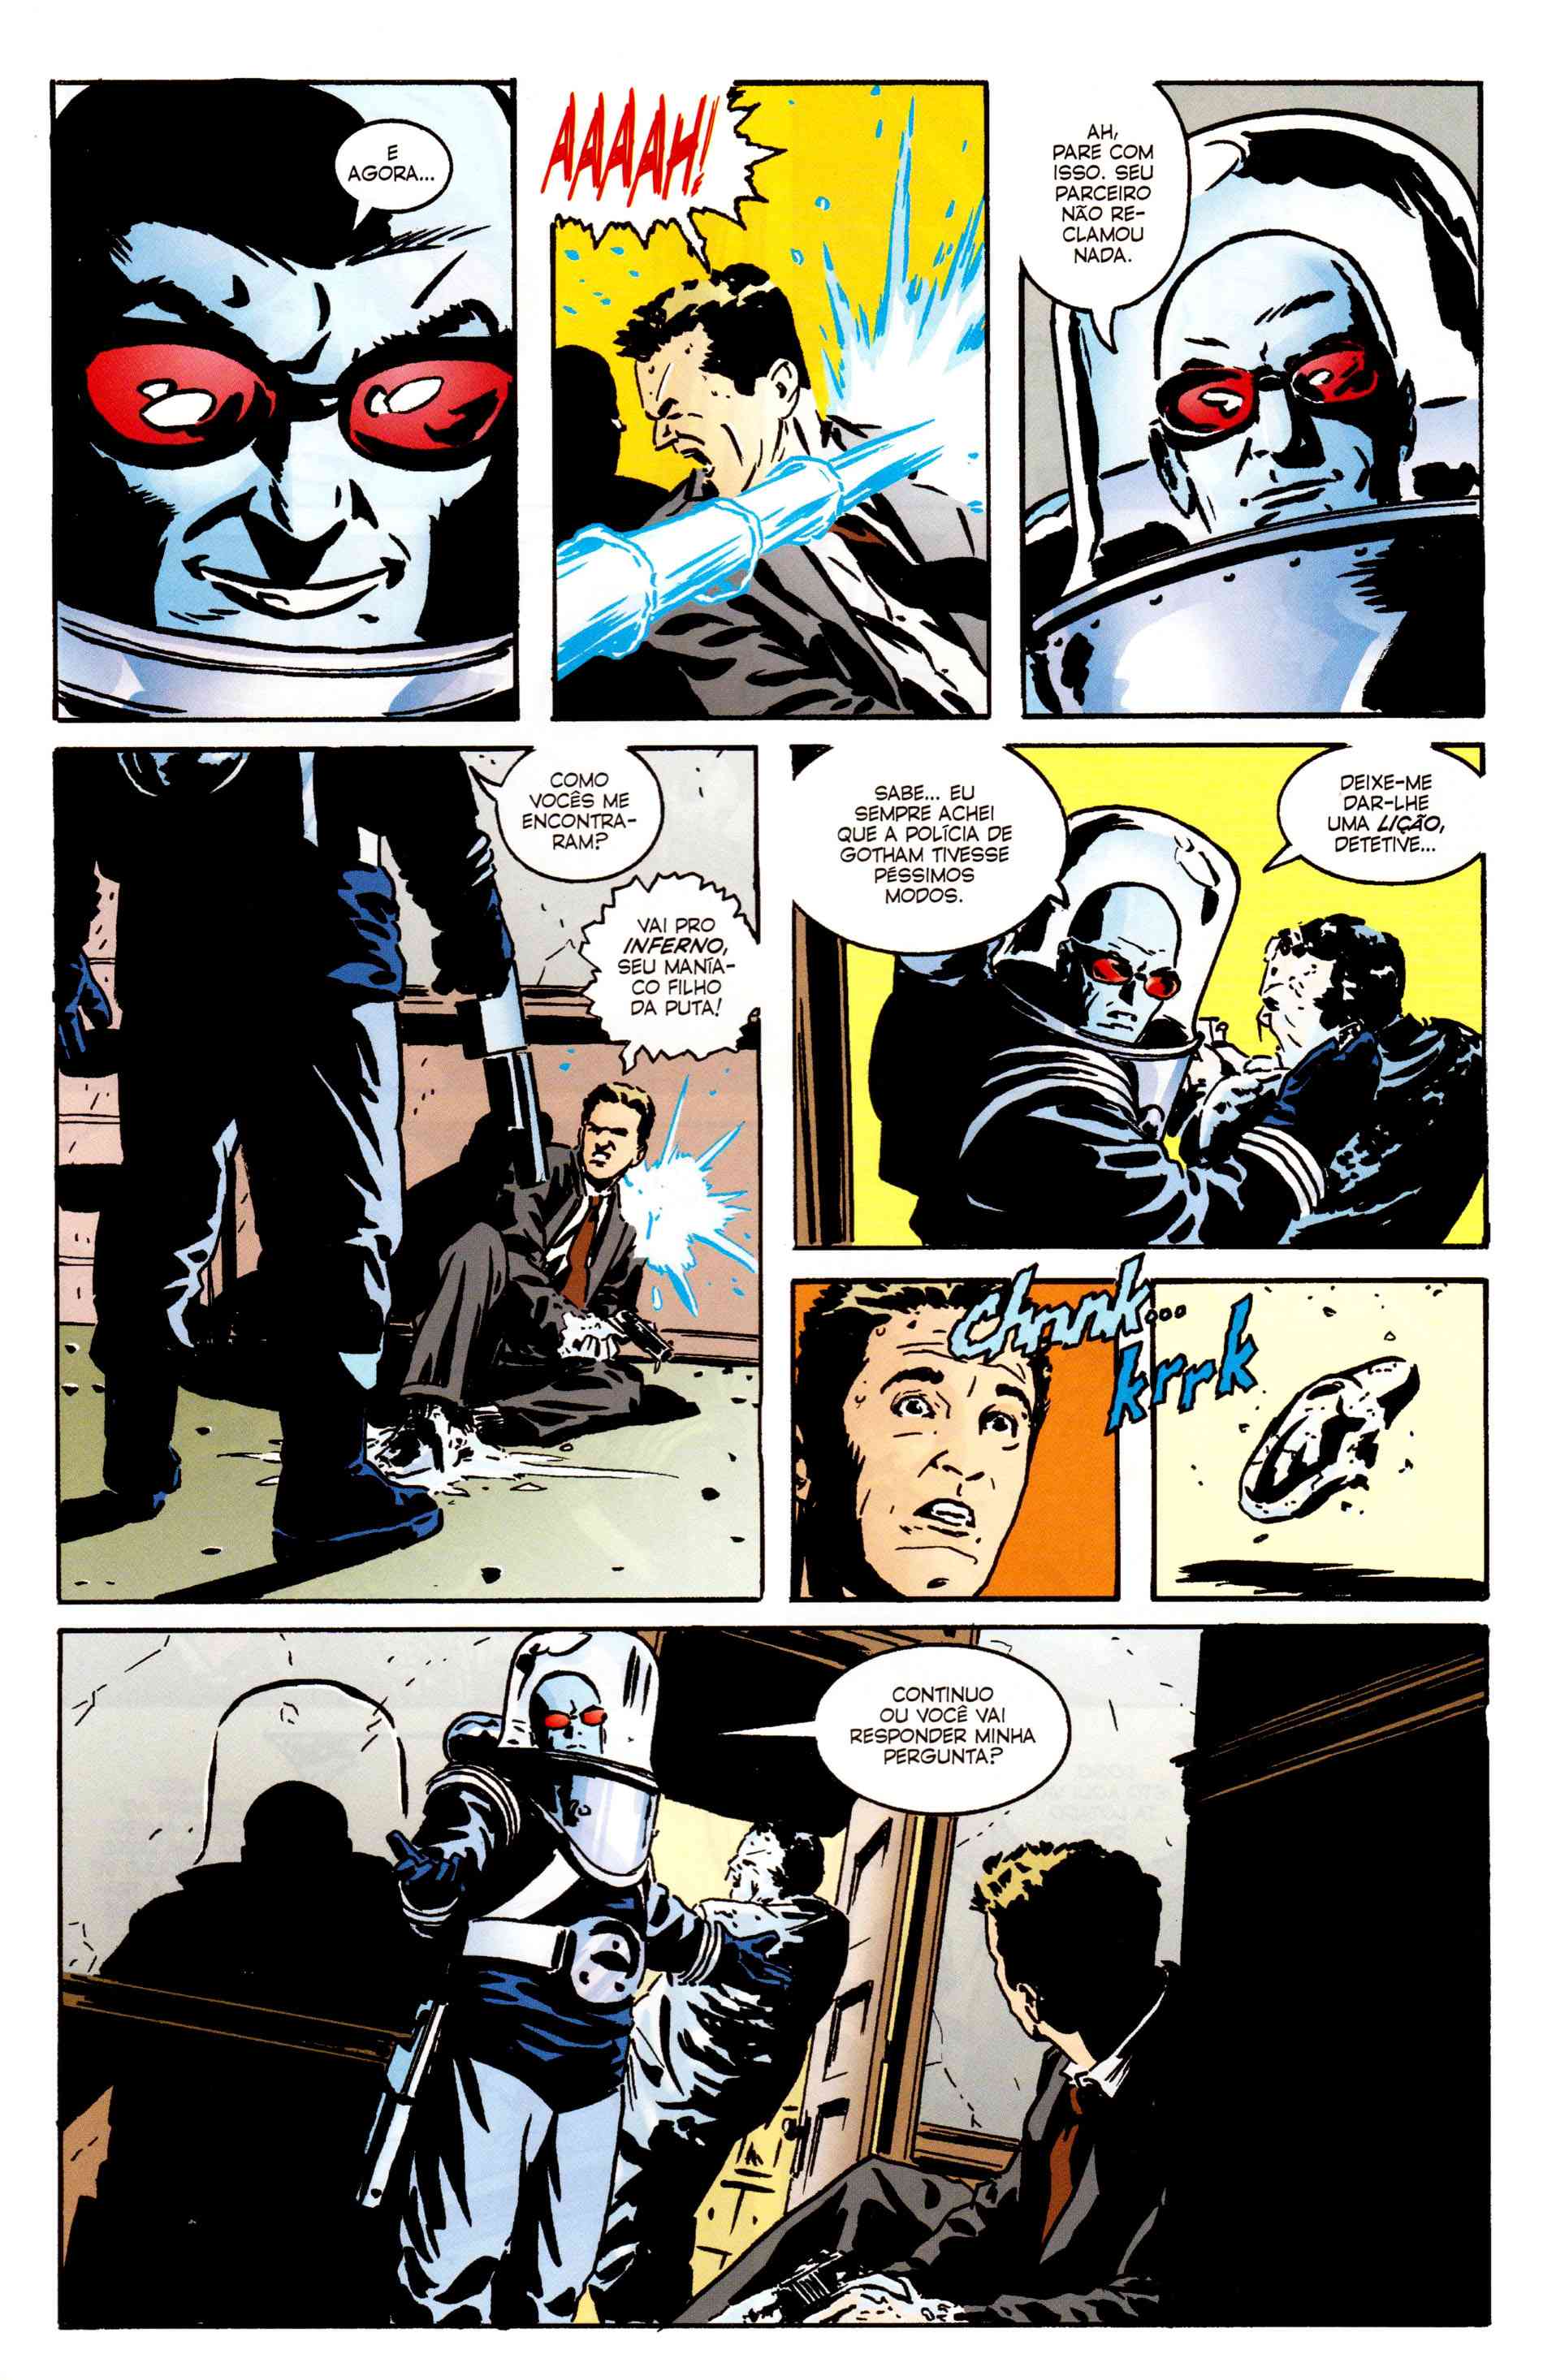 E
AGORA...
AAAAH!
AH,
PARE COM
ISSO. SEU
PARCEIRO
NÃO RE-
CLAMOU
NADA.
COMO
VOCÊS ME
ENCONTRA-
RAM?
VAI PRO
INFERNO,
SEU MANÍA-
CO FILHO
DA PUTA!
SABE... EU
SEMPRE ACHEI
QUE A POLÍCIA DE
GOTHAM TIVESSE
PÉSSIMOS
MODOS.
DEIXE-ME
DAR-LHE
UMA LIÇÃO,
DETETIVE...
Chnnk...
krrk
CONTINUO
OU VOCÊ VAI
RESPONDER MINHA
PERGUNTA?